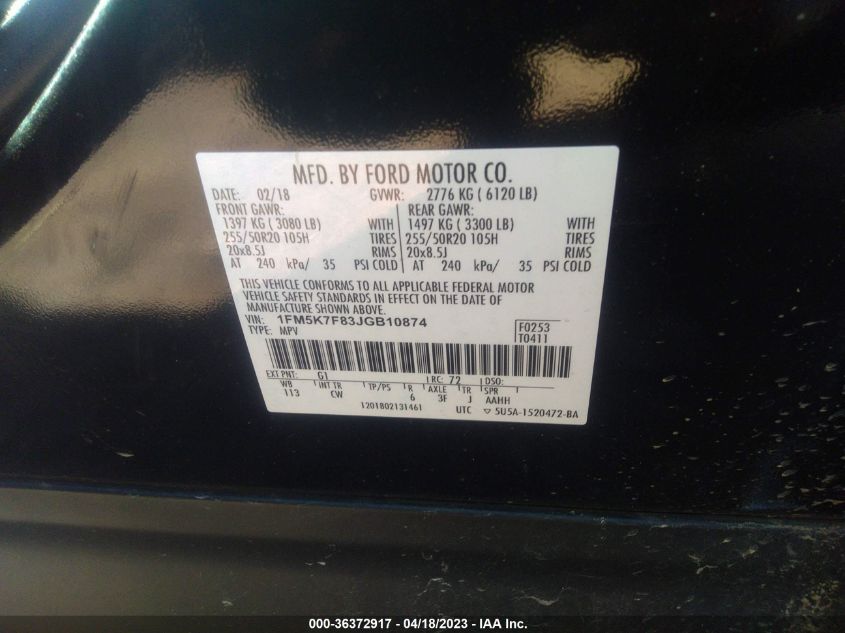 MFD. BY FORD MOTOR CO.
DATE: 02/18 GVWR: 2776 KG ( 6120 LB)
FRONT GAWR: REAR GAWR:
1397 KG ( 3080 LB) WITH 1497 KG ( 3300 LB) WITH
255/50R20 105H TIRES 255/50R20 105H TIRES
20x8.5J RIMS 20x8.5J RIMS
AT 240 kPa/ 35 PSI COLD AT 240 kPa/ 35 PSI COLD
THIS VEHICLE CONFORMS TO ALL APPLICABLE FEDERAL MOTOR
VEHICLE SAFETY STANDARDS IN EFFECT ON THE DATE OF
MANUFACTURE SHOWN ABOVE.
VIN: 1FM5K7F83JGB10874 F0253
TYPE: MPV T0411
EXT PNT: G1 RC: 72 DSO:
WB INT TR TP/PS R AXLE TR SPR
113 CW 6 3F J AAHH
1201802131461 UTC ▽ 5U5A-1520472-BA
000-36372917 - 04/18/2023 - IAA Inc.